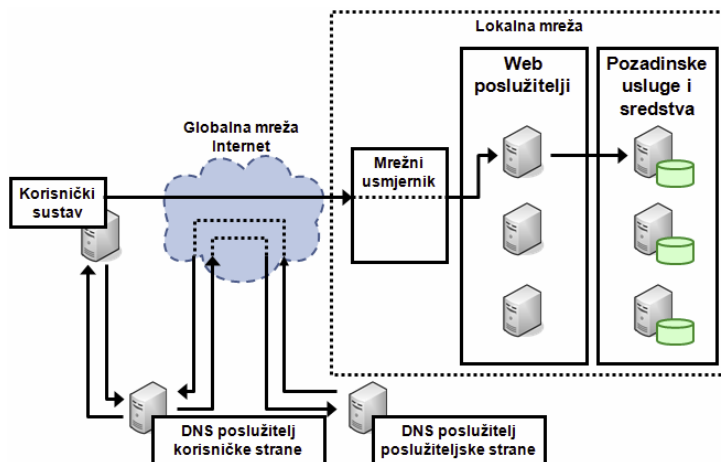 Lokalna mreža
Web
poslužitelji
Pozadinske
usluge i
sredstva
Globalna mreža
Internet
Mrežni
usmjernik
Korisnički
sustav
DNS poslužitelj
korisničke strane
DNS poslužitelj
poslužiteljske strane